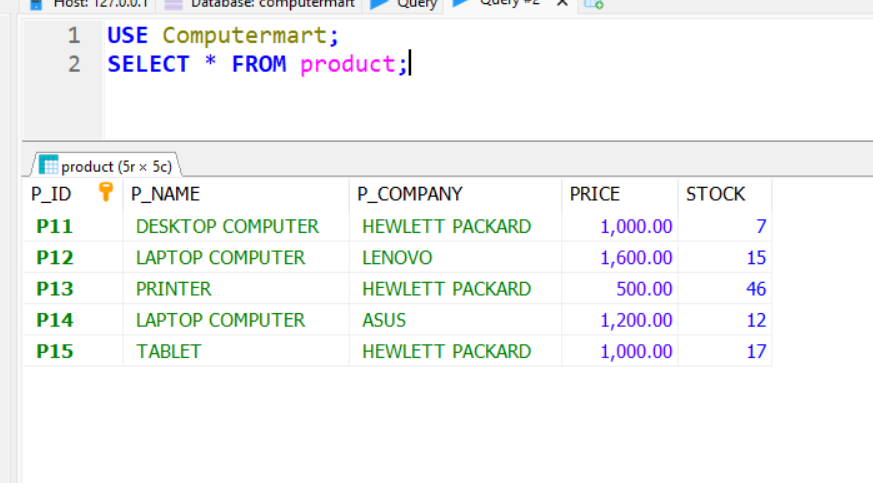 Host: 127.0.0.1 Database: computermart Query Query #2
1 USE Computermart;
2 SELECT * FROM product;
product (5r × 5c)
P_ID P_NAME P_COMPANY PRICE STOCK
P11 DESKTOP COMPUTER HEWLETT PACKARD 1,000.00 7
P12 LAPTOP COMPUTER LENOVO 1,600.00 15
P13 PRINTER HEWLETT PACKARD 500.00 46
P14 LAPTOP COMPUTER ASUS 1,200.00 12
P15 TABLET HEWLETT PACKARD 1,000.00 17